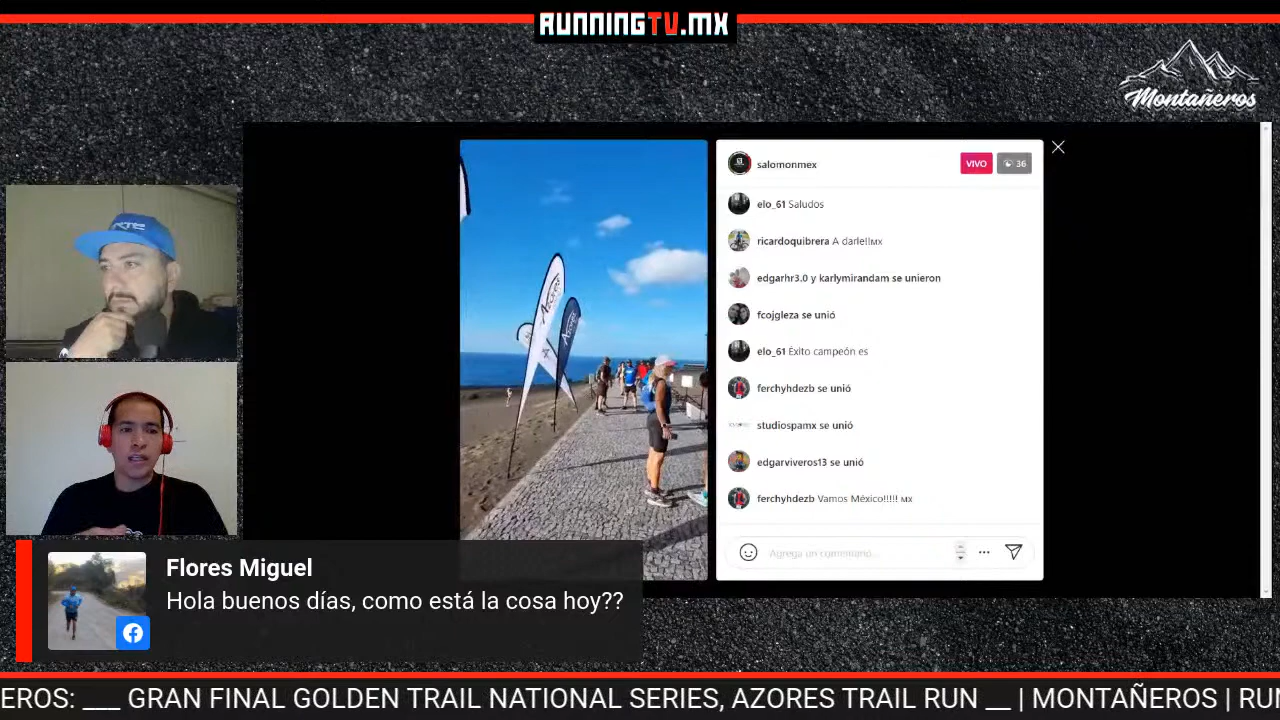 RUNNINGTV.MX
Montañeros
salomonmex
VIVO
36
elo_61 Saludos
ricardoquibrera A darle!!MX
edgarhr3.0 y karlymirandam se unieron
fcojgleza se unió
elo_61 Éxito campeón es
ferchyhdezb se unió
studiospamx se unió
edgarviveros13 se unió
ferchyhdezb Vamos México!!!!! MX
Agrega un comentario...
Flores Miguel
Hola buenos días, como está la cosa hoy??
EROS: ___ GRAN FINAL GOLDEN TRAIL NATIONAL SERIES, AZORES TRAIL RUN __ | MONTAÑEROS | RUN